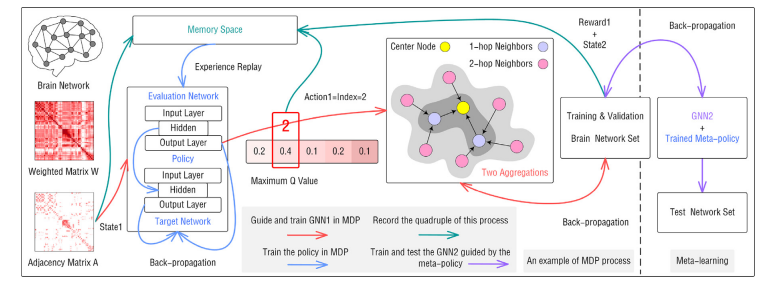 Memory Space
Brain Network
Experience Replay
Reward1
+
State2
Back-propagation
Center Node
1-hop Neighbors
2-hop Neighbors
Evaluation Network
Input Layer
Hidden
Output Layer
Policy
Input Layer
Hidden
Output Layer
Target Network
Action1=Index=2
2
0.2 0.4 0.1 0.2 0.1
Maximum Q Value
Weighted Matrix W
Adjacency Matrix A
State1
Back-propagation
Two Aggregations
Training & Validation
Brain Network Set
GNN2
+
Trained Meta-policy
Test Network Set
Back-propagation
Guide and train GNN1 in MDP
Record the quadruple of this process
Train the policy in MDP
Train and test the GNN2 guided by the
meta-policy
An example of MDP process
Meta-learning